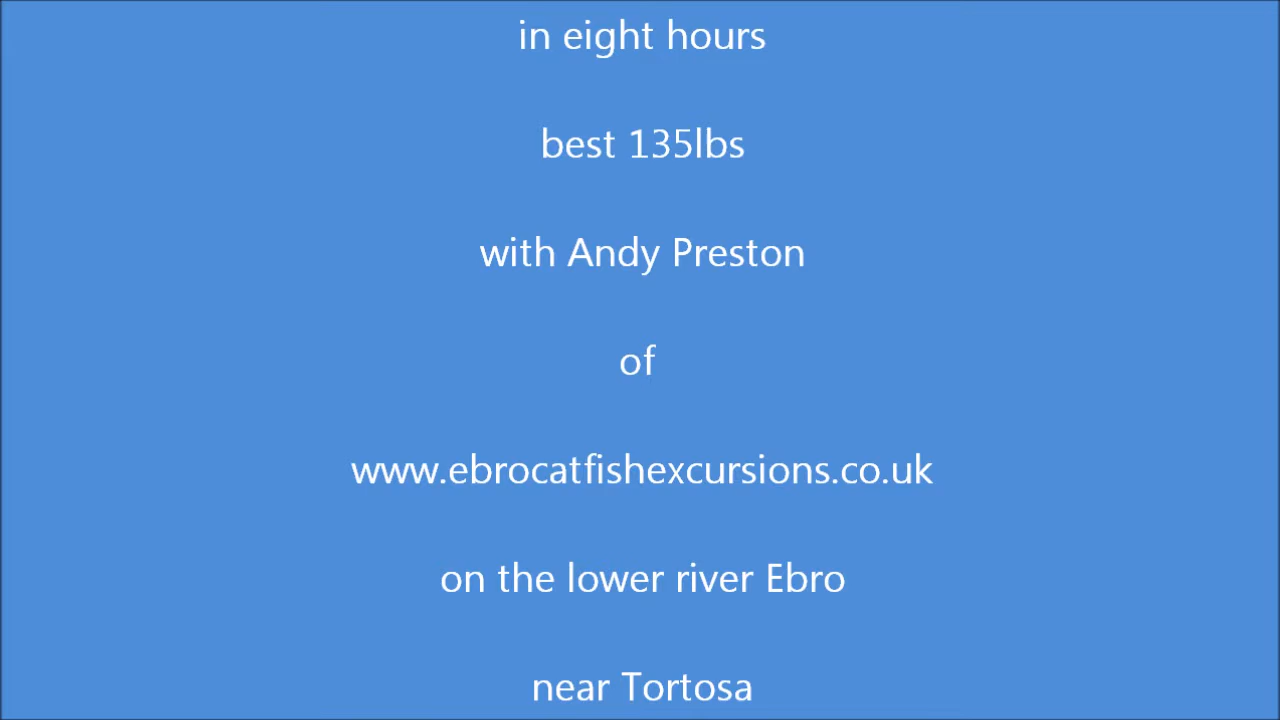 in eight hours
best 135lbs
with Andy Preston
of
www.ebrocatfishexcursions.co.uk
on the lower river Ebro
near Tortosa